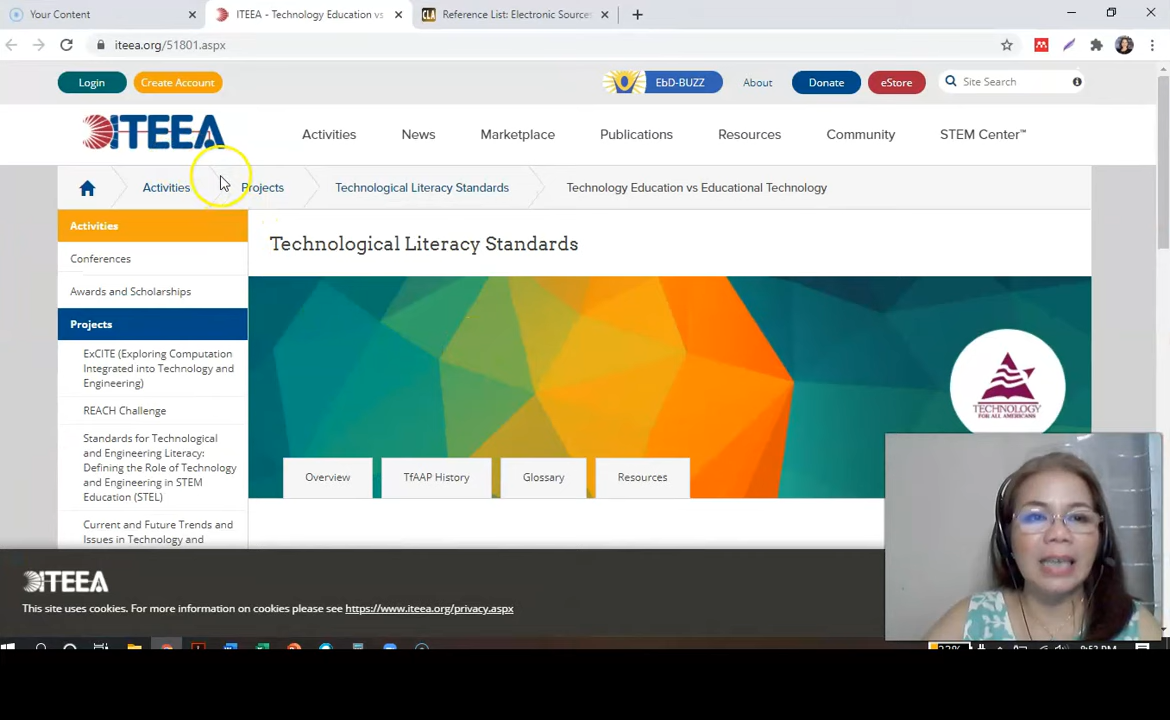 Your Content
ITEEA - Technology Education vs
Reference List: Electronic Sources
iteea.org/51801.aspx
Login
Create Account
EbD-BUZZ
About
Donate
eStore
Site Search
ITEEA
Activities
News
Marketplace
Publications
Resources
Community
STEM Center™
Activities
Projects
Technological Literacy Standards
Technology Education vs Educational Technology
Activities
Conferences
Awards and Scholarships
Projects
ExCITE (Exploring Computation
Integrated into Technology and
Engineering)
REACH Challenge
Standards for Technological
and Engineering Literacy:
Defining the Role of Technology
and Engineering in STEM
Education (STEL)
Current and Future Trends and
Issues in Technology and
Technological Literacy Standards
TECHNOLOGY
FOR ALL AMERICANS
Overview
TfAAP History
Glossary
Resources
ITEEA
This site uses cookies. For more information on cookies please see https://www.iteea.org/privacy.aspx